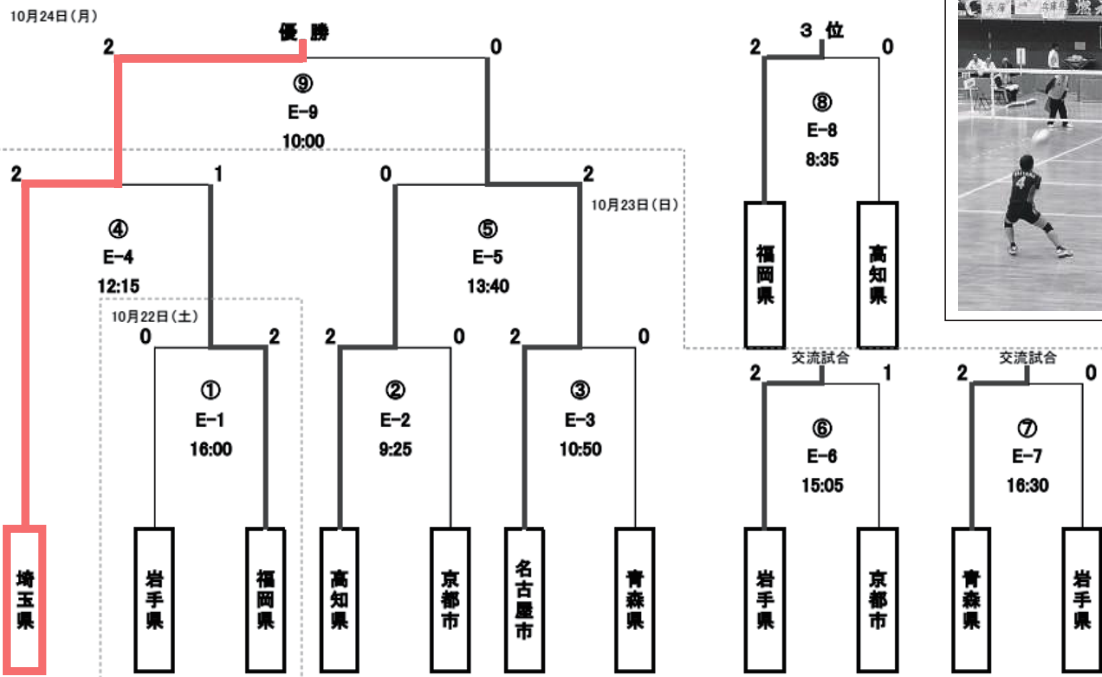 10月24日(月)
優 勝
2
0
⑨
E-9
10:00
3 位
2
0
⑧
E-8
8:35
福岡県
高知県
2
1
④
E-4
12:15
0
2
⑤
E-5
13:40
10月23日(日)
10月22日(土)
0
2
①
E-1
16:00
2
0
②
E-2
9:25
2
0
③
E-3
10:50
交流試合
2
1
⑥
E-6
15:05
交流試合
2
0
⑦
E-7
16:30
埼玉県
岩手県
福岡県
高知県
京都市
名古屋市
青森県
岩手県
京都市
青森県
岩手県
兵庫
兵庫県
4